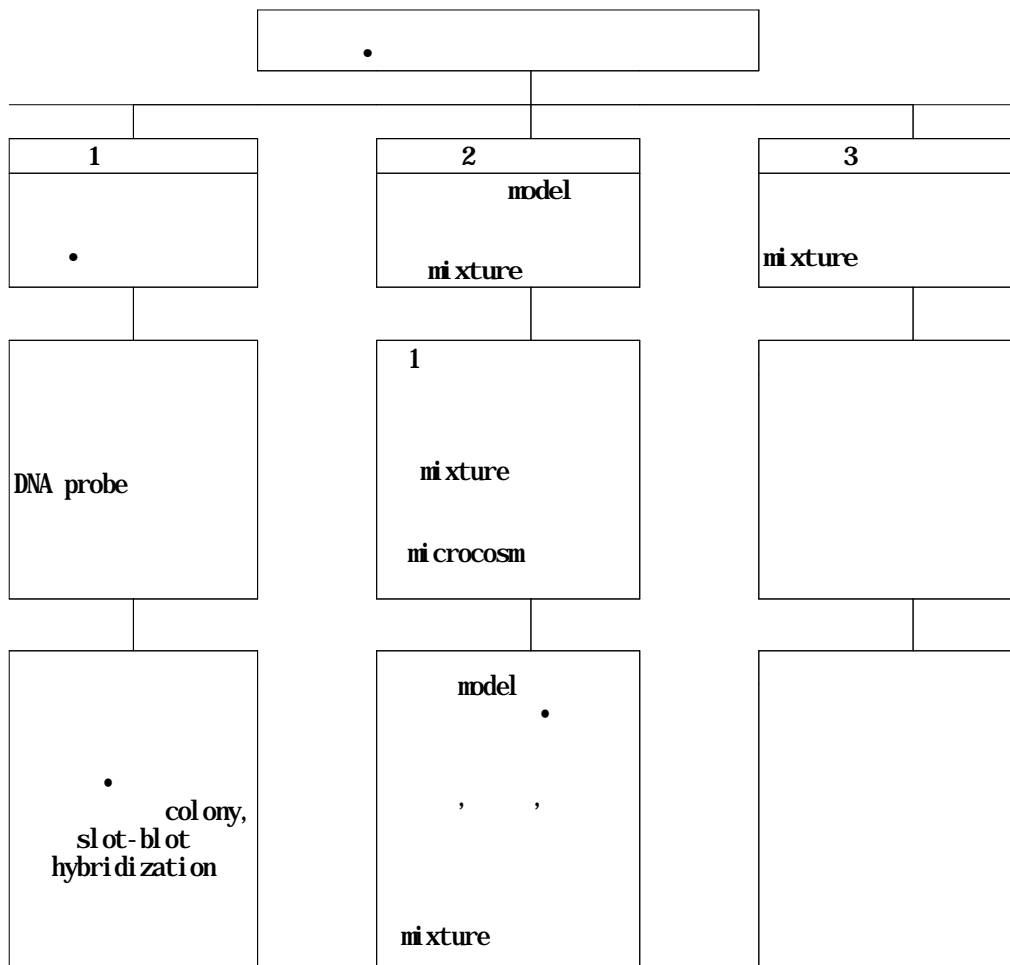 •
1
•
DNA probe
•
colony,
slot-blot
hybridization
2
model
mixture
1
mixture
microcosm
model
•
, ,
mixture
3
mixture